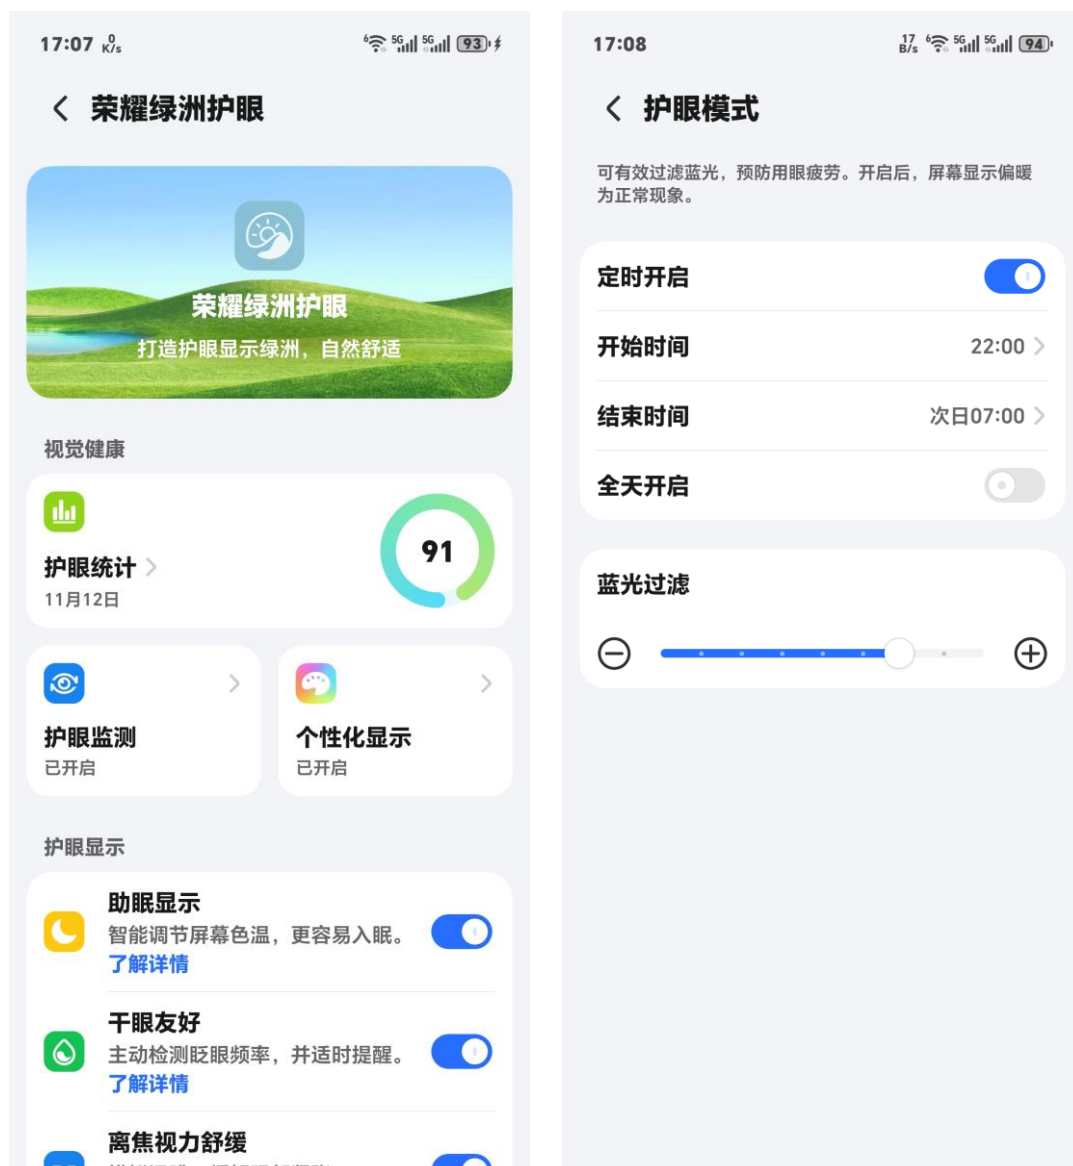 17:07 0 K/s 6 5G 5G 93
荣耀绿洲护眼
荣耀绿洲护眼
打造护眼显示绿洲，自然舒适
视觉健康
91
护眼统计
11月12日
护眼监测
已开启
个性化显示
已开启
护眼显示
助眠显示
智能调节屏幕色温，更容易入眠。
了解详情
干眼友好
主动检测眨眼频率，并适时提醒。
了解详情
离焦视力舒缓
17:08 17 B/s 6 5G 5G 94
护眼模式
可有效过滤蓝光，预防用眼疲劳。开启后，屏幕显示偏暖
为正常现象。
定时开启
开始时间 22:00
结束时间 次日07:00
全天开启
蓝光过滤